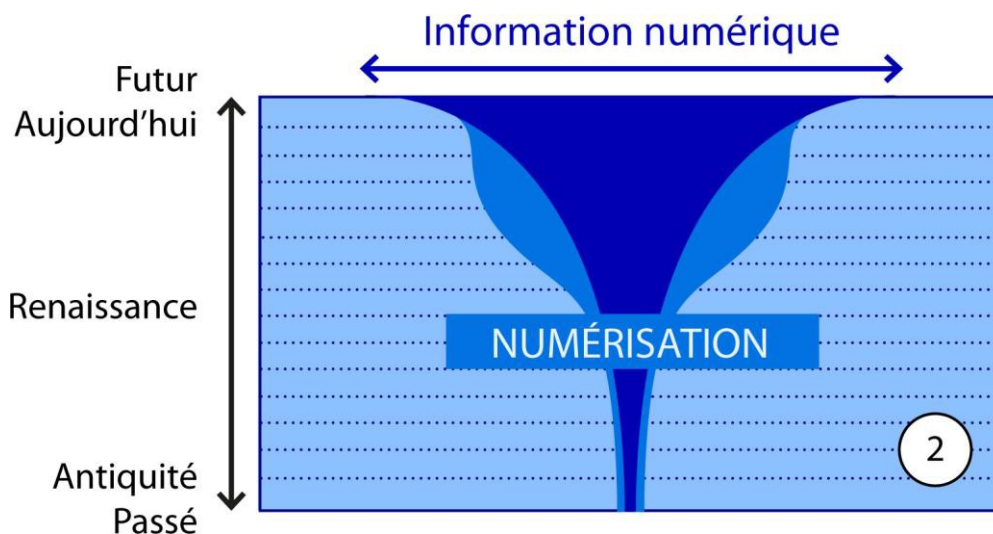 Information numérique
Futur
Aujourd'hui
Renaissance
NUMÉRISATION
2
Antiquité
Passé